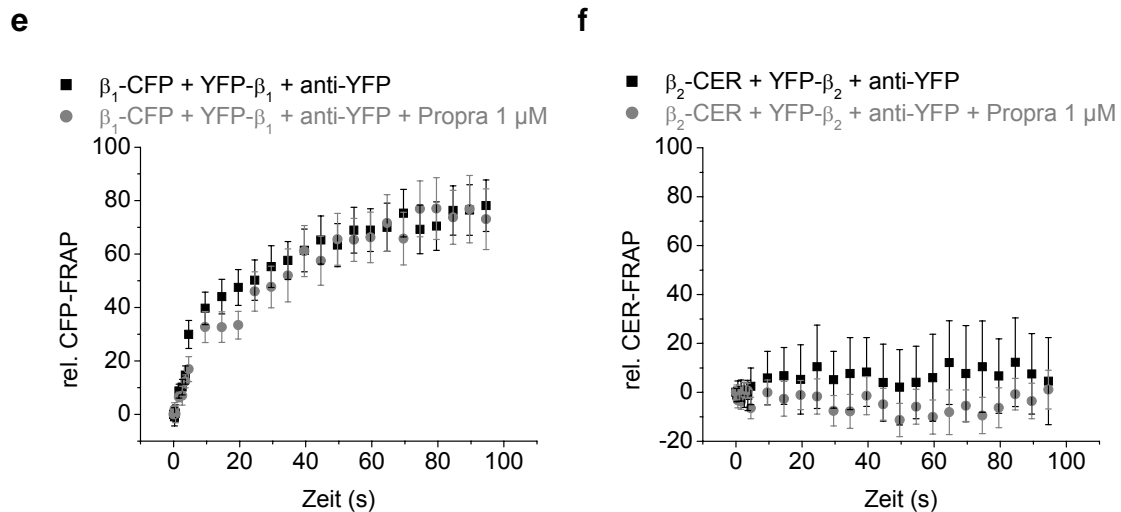 e
β₁-CFP + YFP-β₁ + anti-YFP
β₁-CFP + YFP-β₁ + anti-YFP + Propra 1 µM
rel. CFP-FRAP
100
80
60
40
20
0
0 20 40 60 80 100
Zeit (s)
f
β₂-CER + YFP-β₂ + anti-YFP
β₂-CER + YFP-β₂ + anti-YFP + Propra 1 µM
rel. CER-FRAP
100
80
60
40
20
0
-20
0 20 40 60 80 100
Zeit (s)